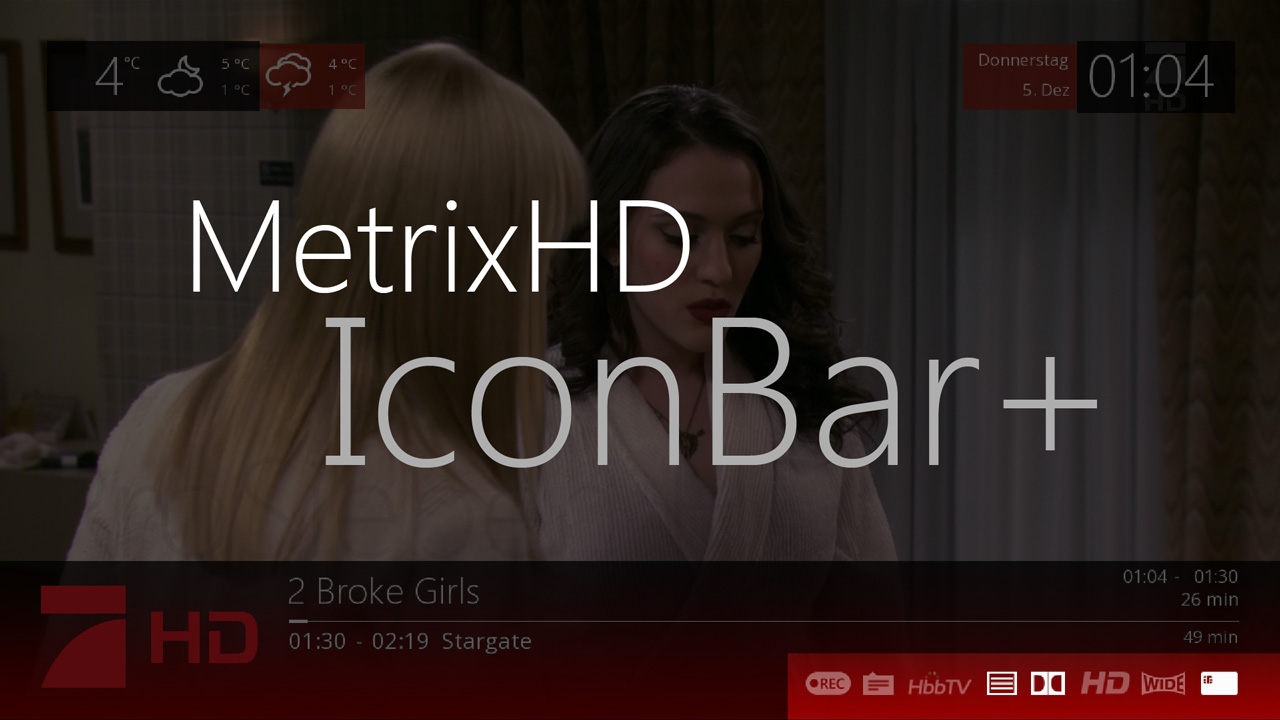 4 °C
5 °C
1 °C
4 °C
1 °C
Donnerstag
5. Dez
01:04
HD
MetrixHD
IconBar+
2 Broke Girls
01:04 - 01:30
26 min
HD
01:30 - 02:19 Stargate
49 min
REC
HbbTV
HD
WIDE